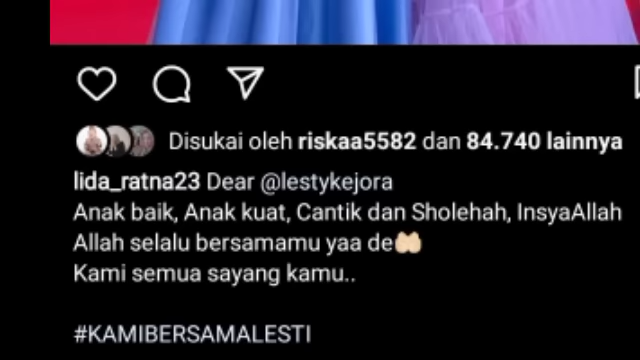 Disukai oleh riskaa5582 dan 84.740 lainnya
lida_ratna23 Dear @lestykejora
Anak baik, Anak kuat, Cantik dan Sholehah, InsyaAllah
Allah selalu bersamamu yaa de🤲🏻
Kami semua sayang kamu..
#KAMIBERSAMALESTI